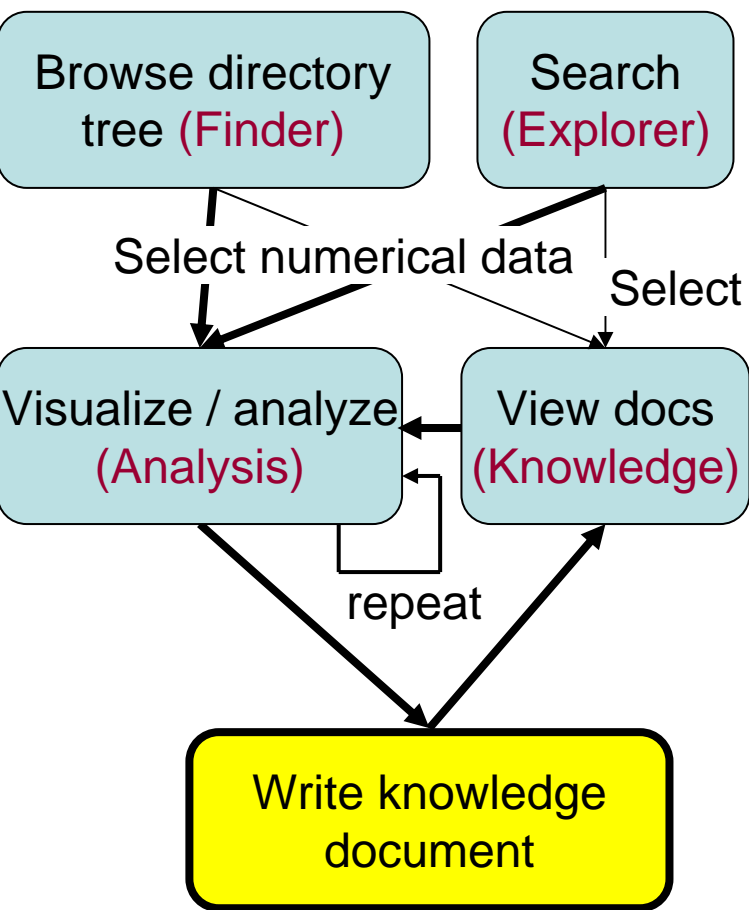 Browse directory
tree (Finder)
Search
(Explorer)
Select numerical data
Select
Visualize / analyze
(Analysis)
View docs
(Knowledge)
repeat
Write knowledge
document